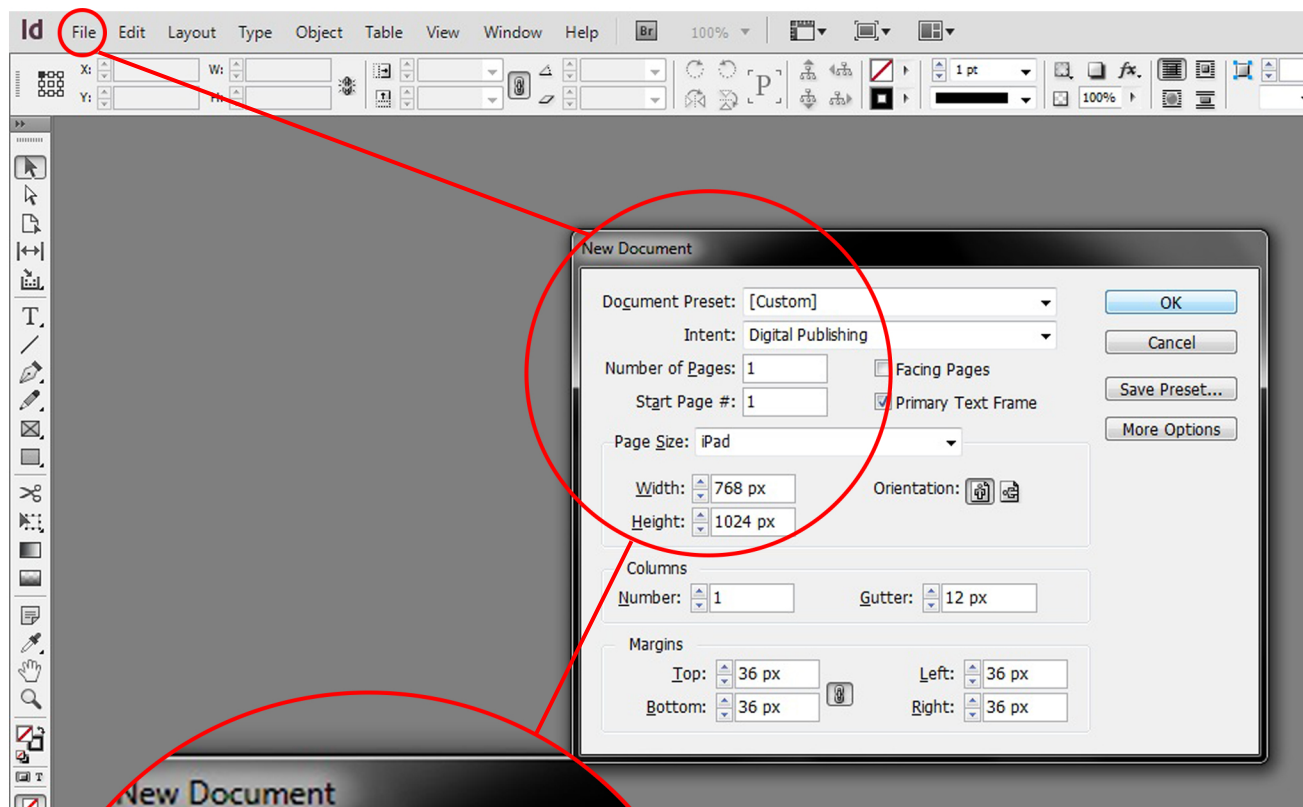 Id File Edit Layout Type Object Table View Window Help Br 100%
X: W: 1 pt fx.
Y: H: P 100%
New Document
Document Preset: [Custom] OK
Intent: Digital Publishing Cancel
Number of Pages: 1 Facing Pages Save Preset...
Start Page #: 1 Primary Text Frame
Page Size: iPad More Options
Width: 768 px Orientation:
Height: 1024 px
Columns
Number: 1 Gutter: 12 px
Margins
Top: 36 px Left: 36 px
Bottom: 36 px Right: 36 px
T
T
New Document